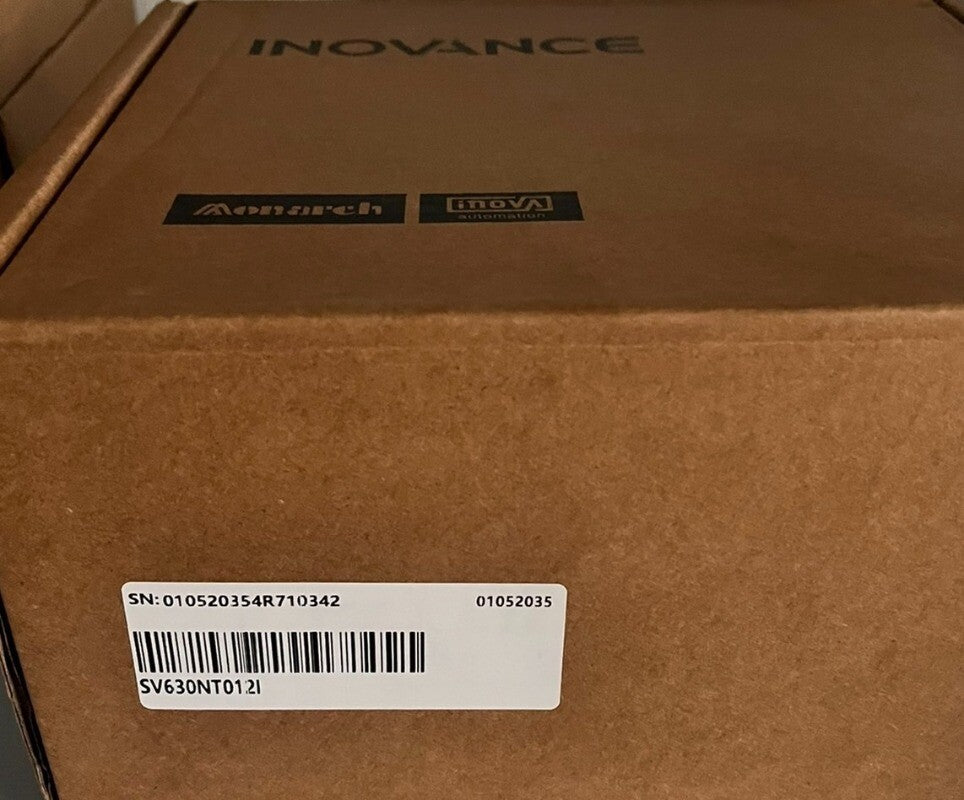 INOVANCE
Monarch inovA
automation
SN: 010520354R710342 01052035
SV630NT012I